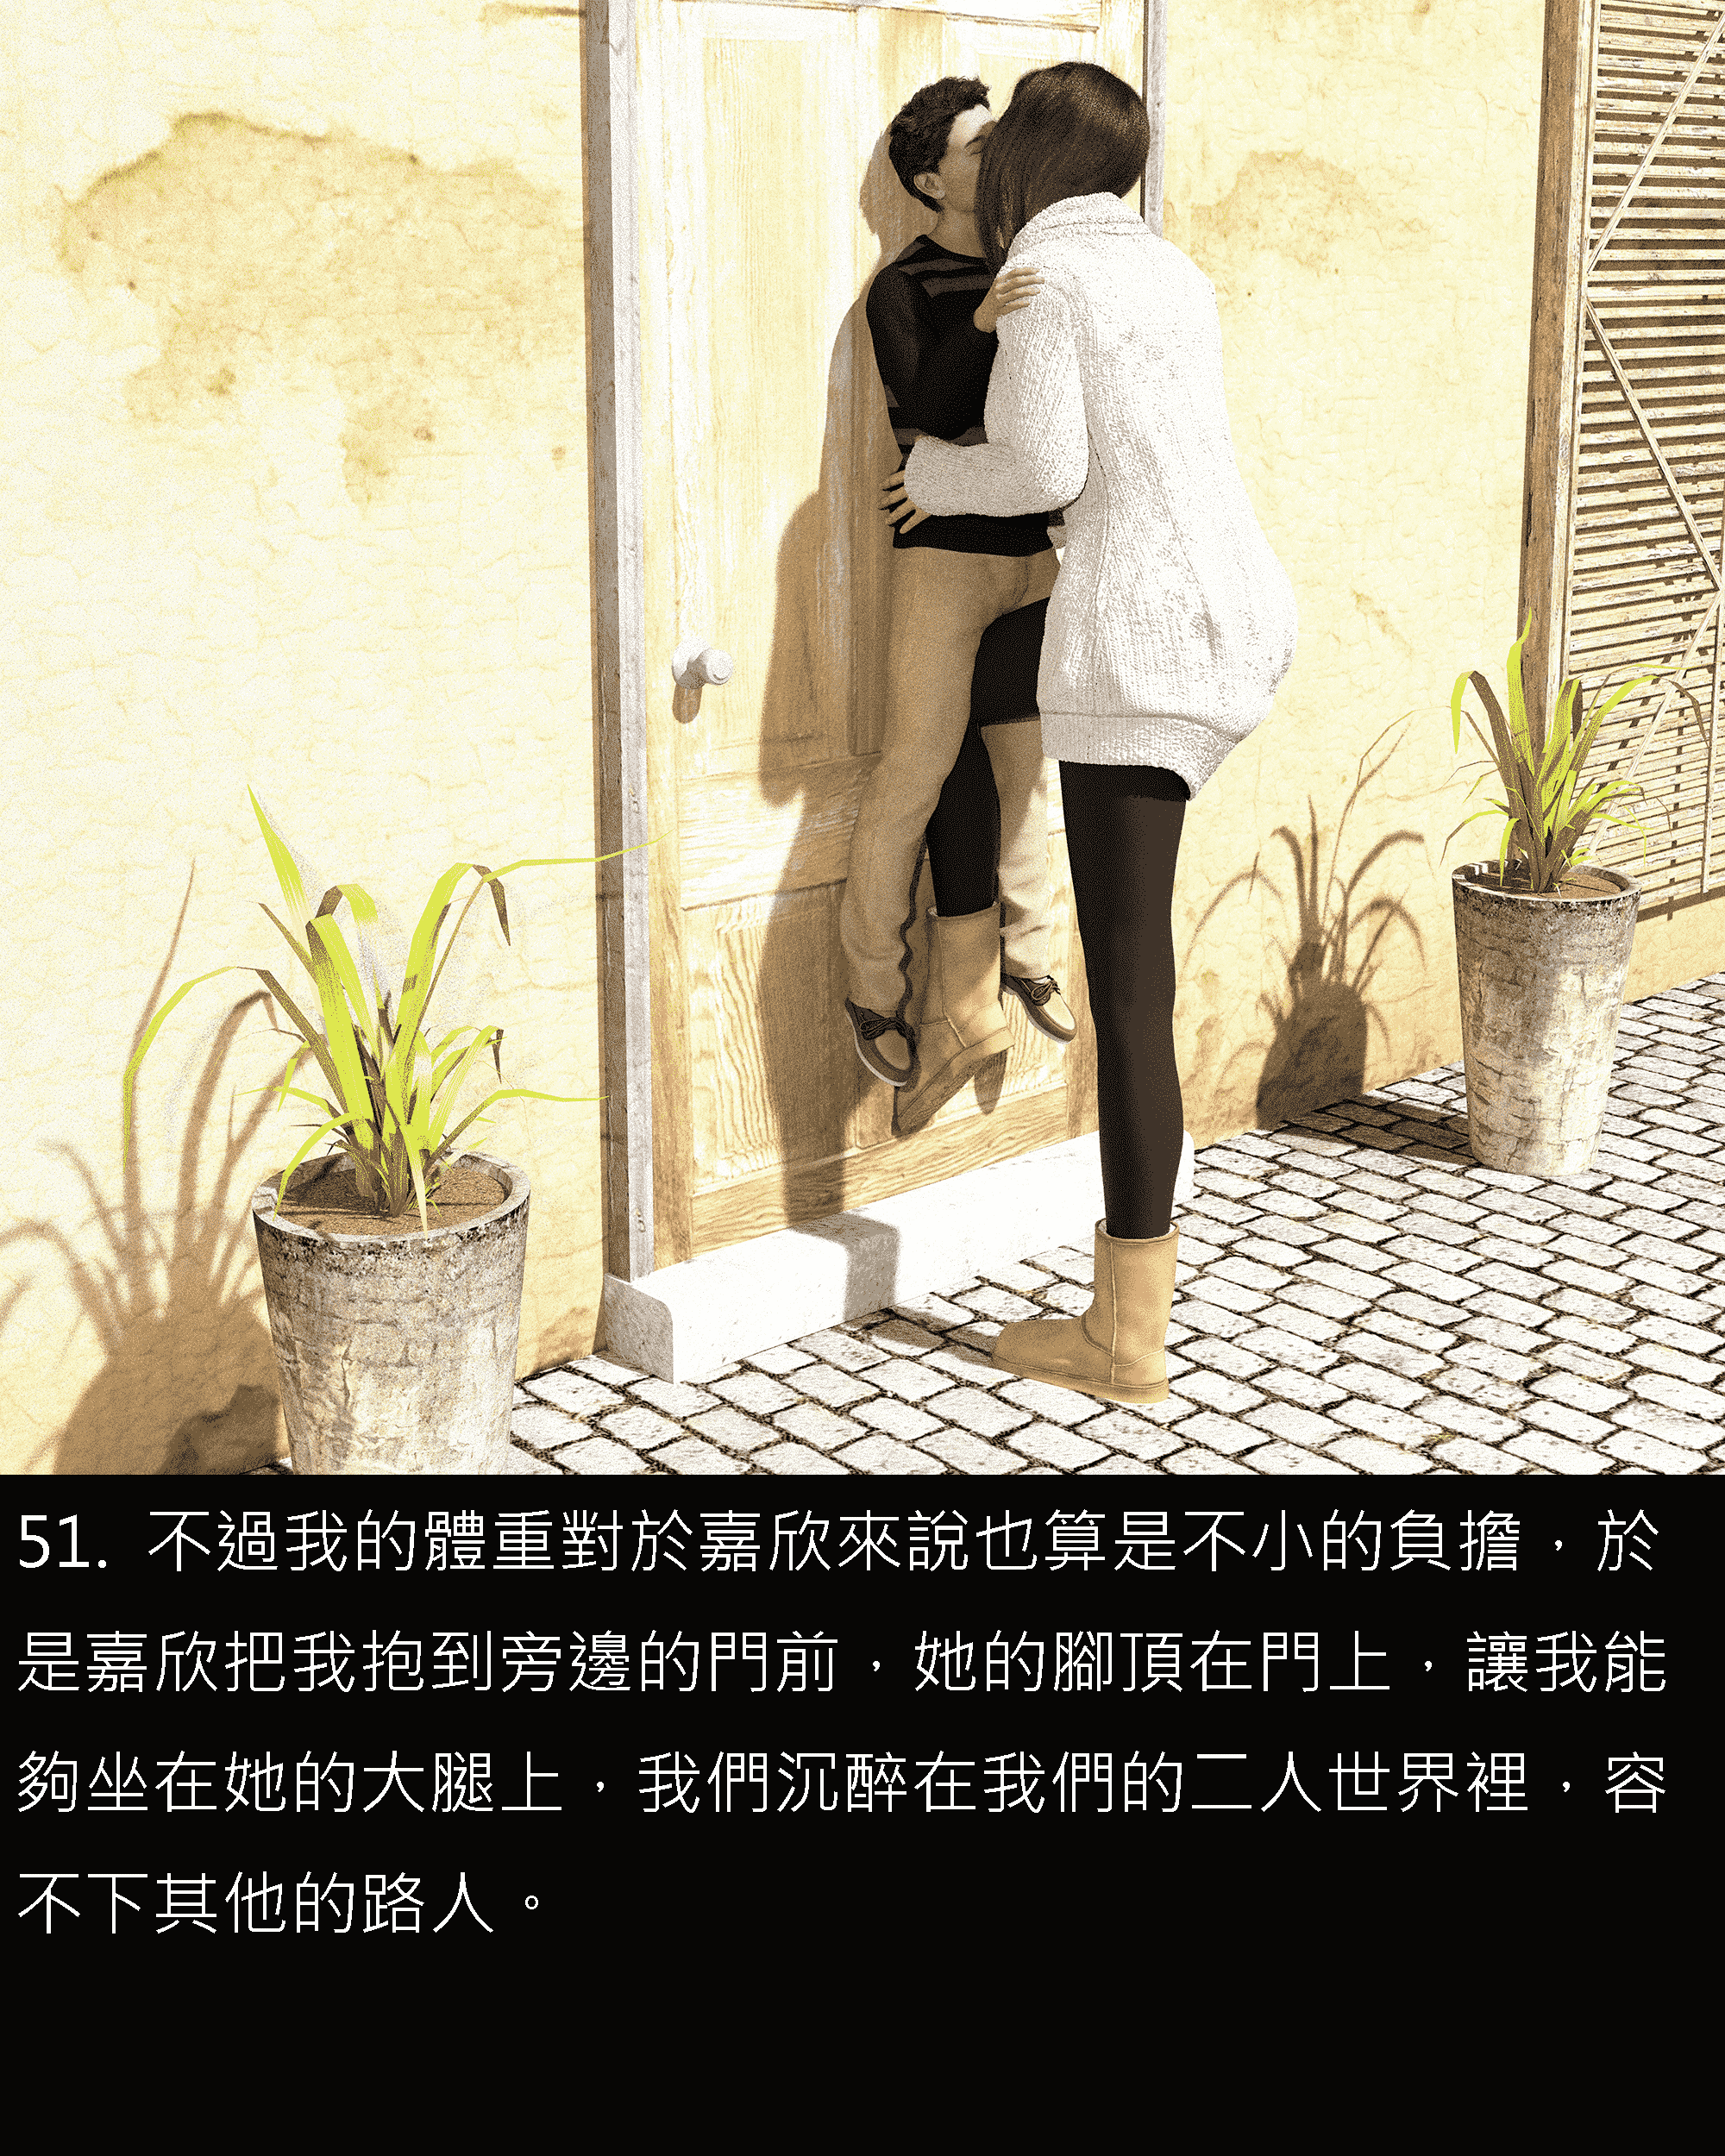 51. 不過我的體重對於嘉欣來說也算是不小的負擔，於
是嘉欣把我抱到旁邊的門前，她的腳頂在門上，讓我能
夠坐在她的大腿上，我們沉醉在我們的二人世界裡，容
不下其他的路人。